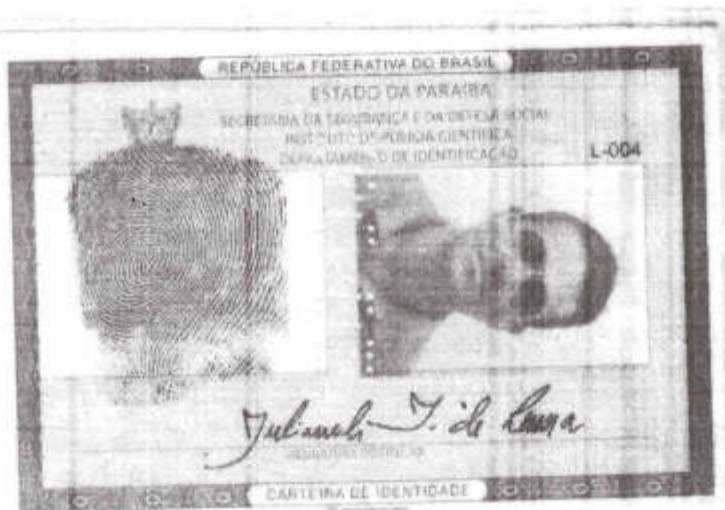 REPÚBLICA FEDERATIVA DO BRASIL
ESTADO DA PARAÍBA
SECRETARIA DA SEGURANÇA E DA DEFESA SOCIAL
INSTITUTO DE POLÍCIA CIENTÍFICA
DEPARTAMENTO DE IDENTIFICAÇÃO
L-004
de
CARTEIRA DE IDENTIDADE